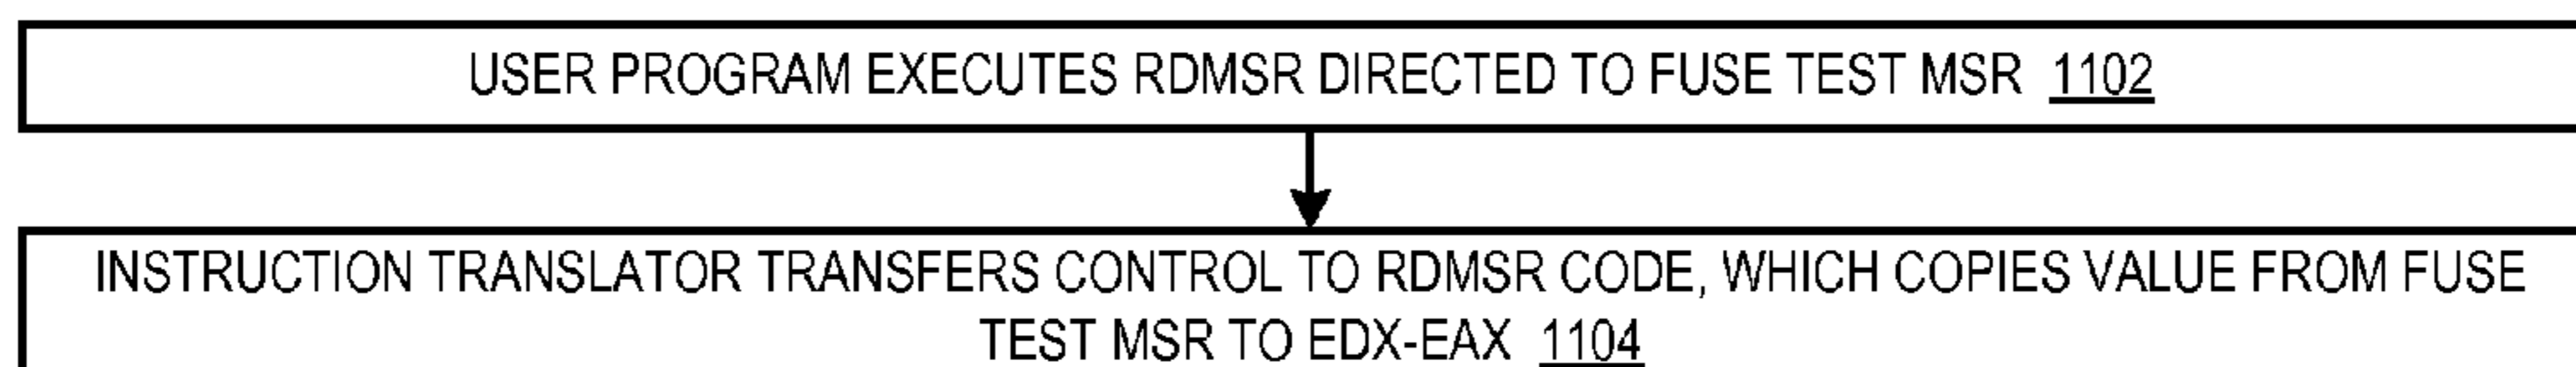 USER PROGRAM EXECUTES RDMSR DIRECTED TO FUSE TEST MSR 1102
INSTRUCTION TRANSLATOR TRANSFERS CONTROL TO RDMSR CODE, WHICH COPIES VALUE FROM FUSE
TEST MSR TO EDX-EAX 1104